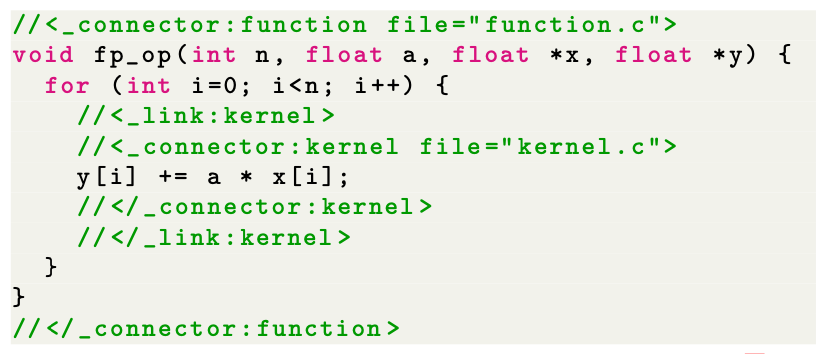 //<_connector:function file="function.c">
void fp_op(int n, float a, float *x, float *y) {
  for (int i=0; i<n; i++) {
    //<_link:kernel>
    //<_connector:kernel file="kernel.c">
    y[i] += a * x[i];
    //</_connector:kernel>
    //</_link:kernel>
  }
}
//</_connector:function>